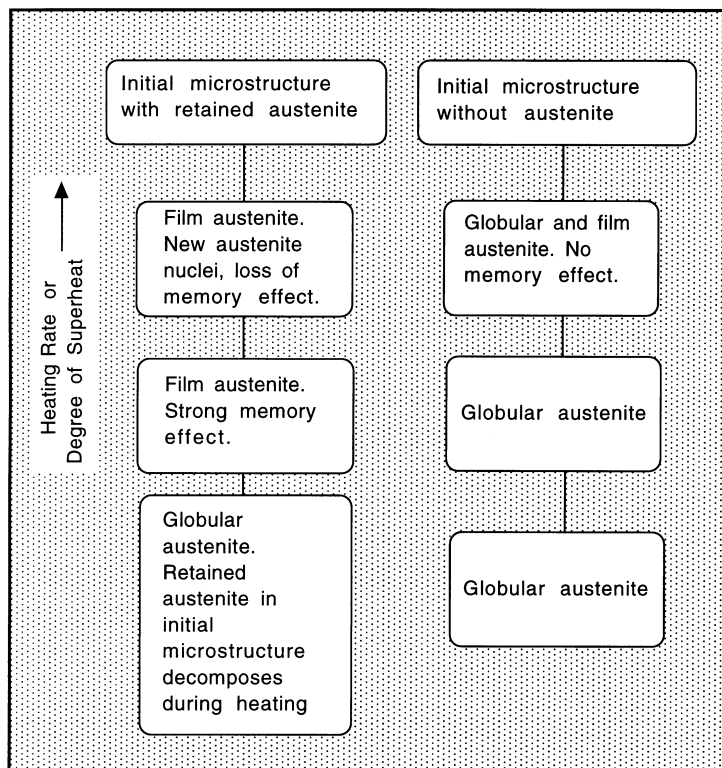 Initial microstructure
with retained austenite
Initial microstructure
without austenite
Heating Rate or
Degree of Superheat
Film austenite.
New austenite
nuclei, loss of
memory effect.
Globular and film
austenite. No
memory effect.
Film austenite.
Strong memory
effect.
Globular austenite
Globular
austenite.
Retained
austenite in
initial
microstructure
decomposes
during heating
Globular austenite